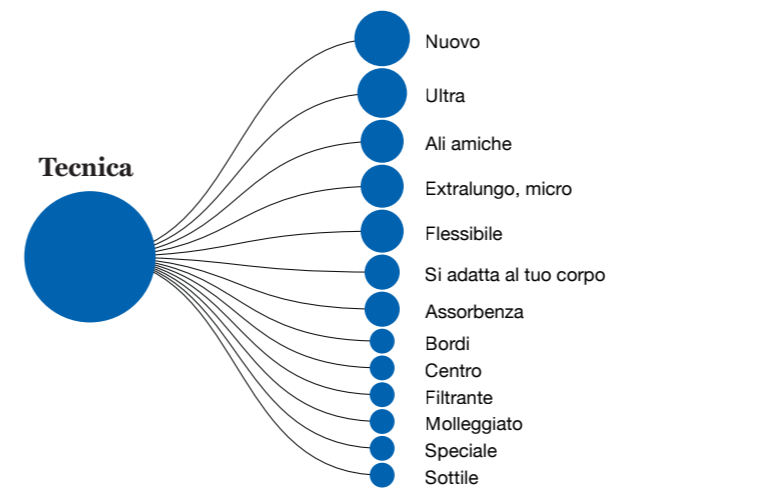 Tecnica
Nuovo
Ultra
Ali amiche
Extralungo, micro
Flessibile
Si adatta al tuo corpo
Assorbenza
Bordi
Centro
Filtrante
Molleggiato
Speciale
Sottile